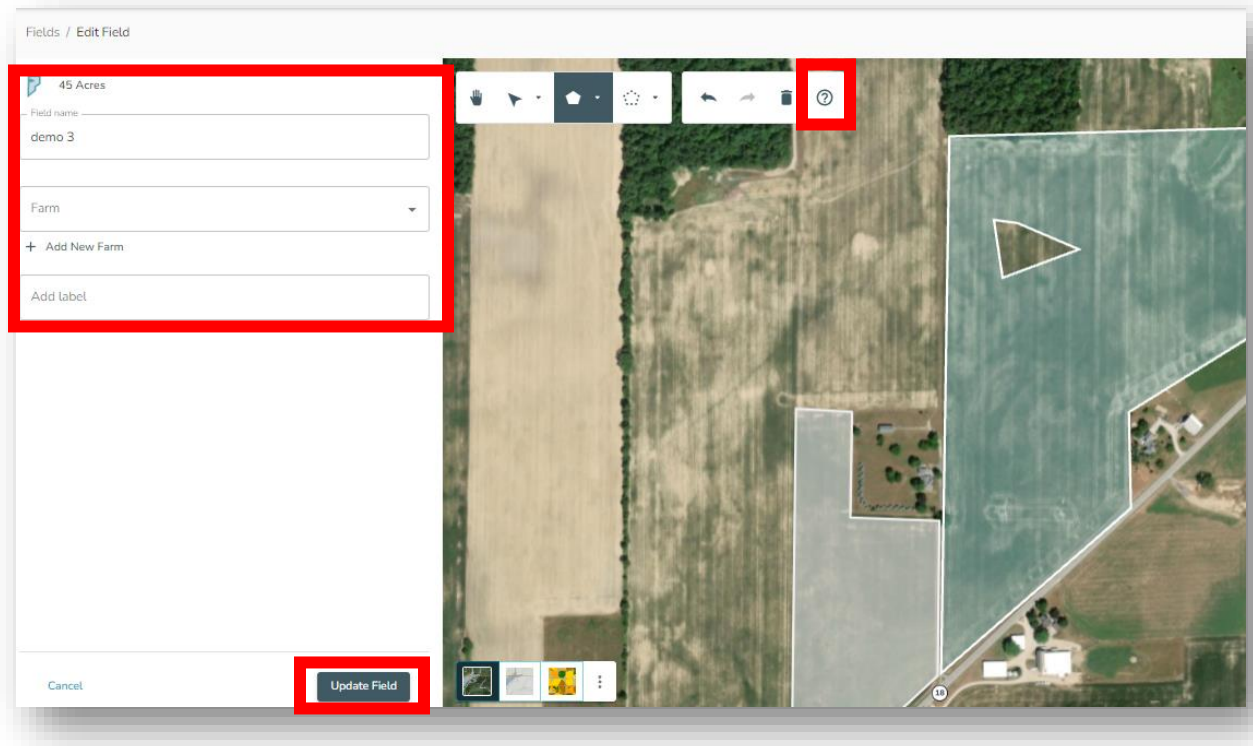 Fields / Edit Field
45 Acres
Field name
demo 3
Farm
+ Add New Farm
Add label
Cancel
Update Field
18